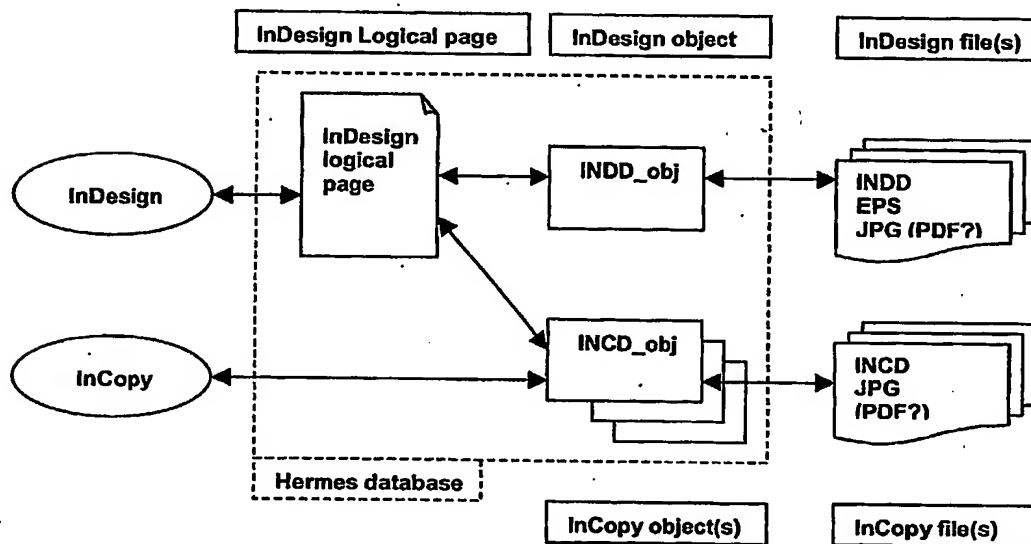 InDesign Logical page
InDesign object
InDesign file(s)
InDesign
logical
page
INDD_obj
INDD
EPS
JPG (PDF?)
InDesign
INCD_obj
INCD
JPG
(PDF?)
InCopy
Hermes database
InCopy object(s)
InCopy file(s)